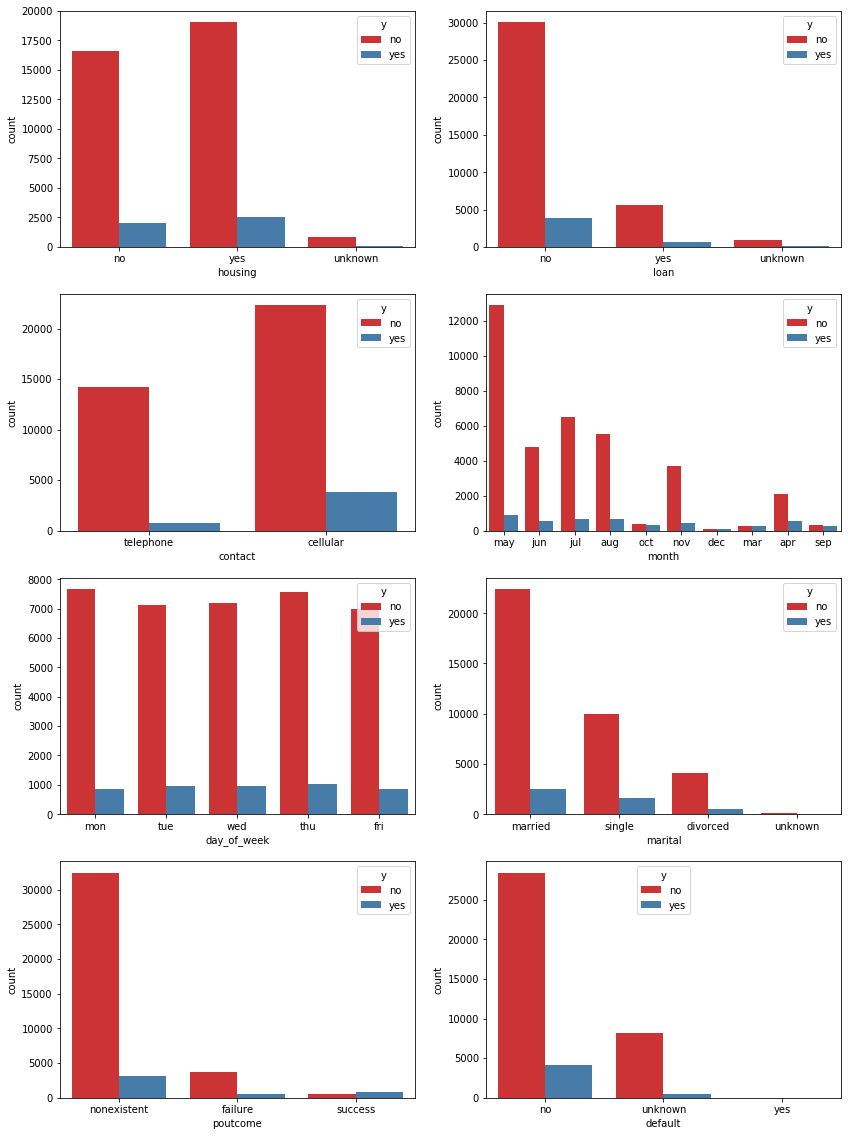 20000
17500
15000
12500
10000
7500
5000
2500
0
count
no yes unknown
housing
y
no
yes
30000
25000
20000
15000
10000
5000
0
count
no yes unknown
loan
y
no
yes
20000
15000
10000
5000
0
count
telephone cellular
contact
y
no
yes
12000
10000
8000
6000
4000
2000
0
count
may jun jul aug oct nov dec mar apr sep
month
y
no
yes
8000
7000
6000
5000
4000
3000
2000
1000
0
count
mon tue wed thu fri
day_of_week
y
no
yes
20000
15000
10000
5000
0
count
married single divorced unknown
marital
y
no
yes
30000
25000
20000
15000
10000
5000
0
count
nonexistent failure success
poutcome
y
no
yes
25000
20000
15000
10000
5000
0
count
no unknown yes
default
y
no
yes